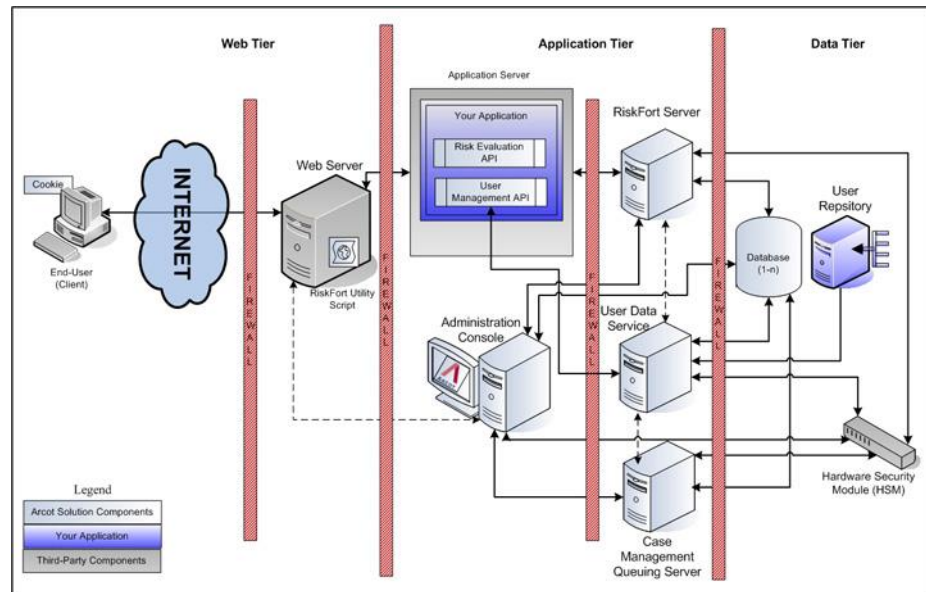 Web Tier
Application Tier
Data Tier
Application Server
Your Application
Risk Evaluation
API
User
Management API
RiskFort Server
Web Server
Cookie
INTERNET
End-User
(Client)
FIREWALL
RiskFort Utility
Script
FIREWALL
FIREWALL
FIREWALL
User
Repsitory
Database
(1-n)
Administration
Console
User Data
Service
Hardware Security
Module (HSM)
Case
Management
Queuing Server
Legend
Arcot Solution Components
Your Application
Third-Party Components